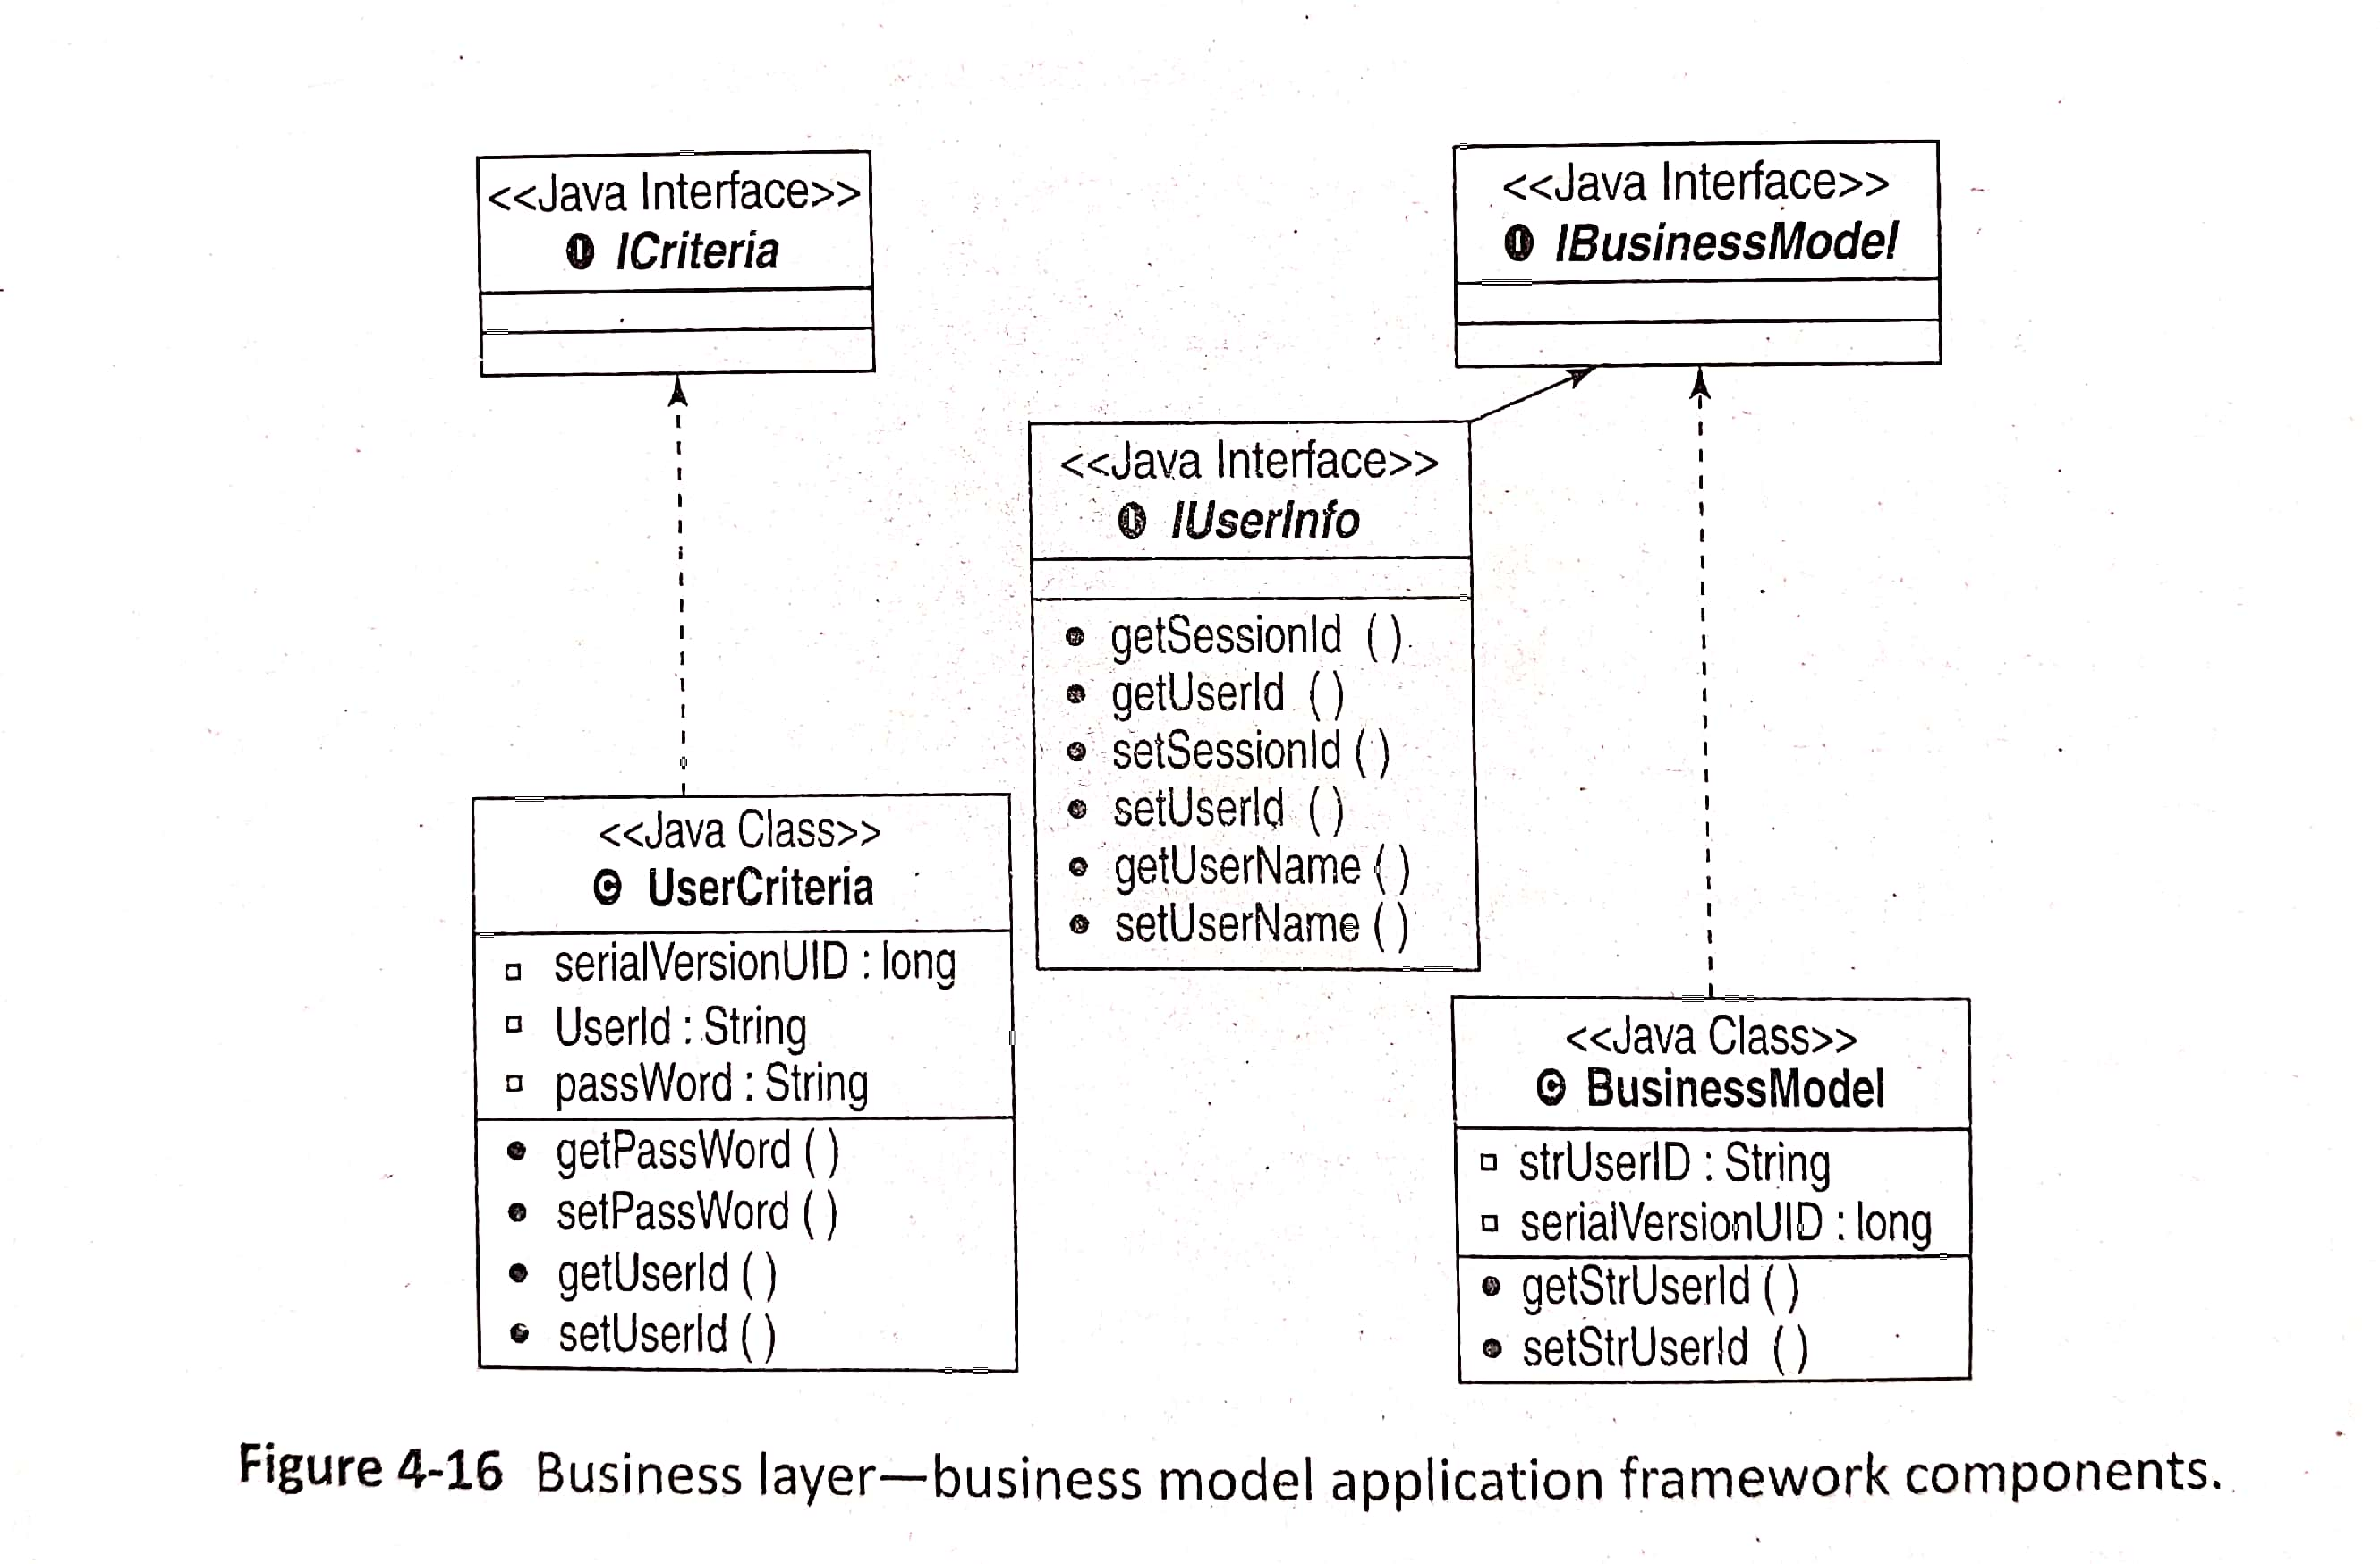 <<Java Interface>>
ICriteria
<<Java Interface>>
IBusinessModel
<<Java Interface>>
IUserInfo
getSessionId ( )
getUserId ( )
setSessionId ( )
setUserId ( )
getUserName ( )
setUserName ( )
<<Java Class>>
UserCriteria
serialVersionUID : long
UserId : String
passWord : String
getPassWord ( )
setPassWord ( )
getUserId ( )
setUserId ( )
<<Java Class>>
BusinessModel
strUserID : String
serialVersionUID : long
getStrUserId ( )
setStrUserId ( )
Figure 4-16 Business layer—business model application framework components.